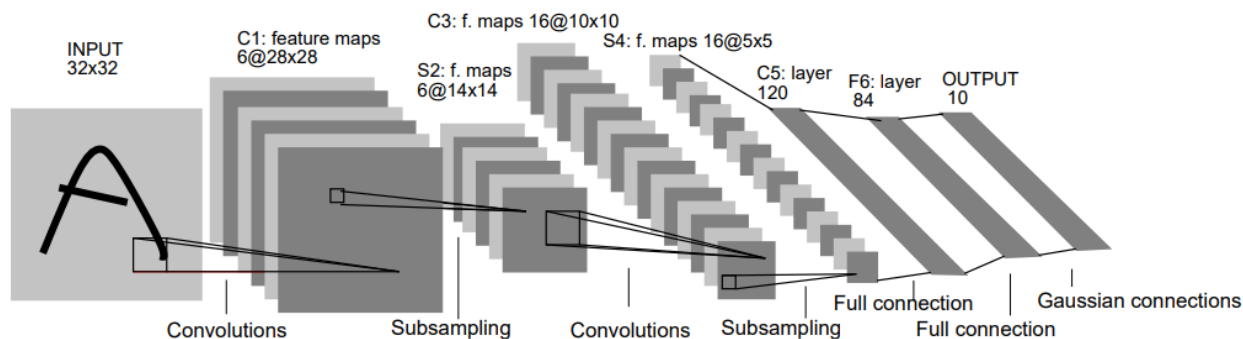 INPUT
32x32
C1: feature maps
6@28x28
S2: f. maps
6@14x14
C3: f. maps 16@10x10
S4: f. maps 16@5x5
C5: layer
120
F6: layer
84
OUTPUT
10
Convolutions
Subsampling
Convolutions
Subsampling
Full connection
Full connection
Gaussian connections